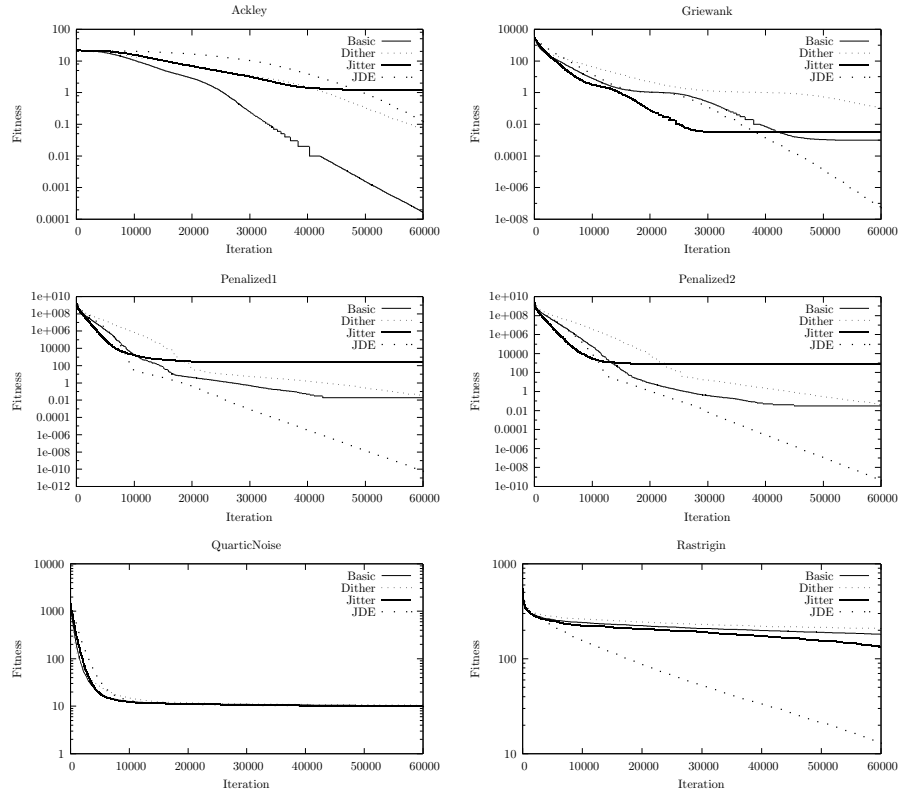 Ackley
100
10
1
0.1
0.01
0.001
0.0001
0 10000 20000 30000 40000 50000 60000
Fitness
Iteration
Basic
Dither
Jitter
JDE
Griewank
10000
100
1
0.01
0.0001
1e-006
1e-008
0 10000 20000 30000 40000 50000 60000
Fitness
Iteration
Basic
Dither
Jitter
JDE
Penalized1
1e+010
1e+008
1e+006
10000
100
1
0.01
0.0001
1e-006
1e-008
1e-010
1e-012
0 10000 20000 30000 40000 50000 60000
Fitness
Iteration
Basic
Dither
Jitter
JDE
Penalized2
1e+010
1e+008
1e+006
10000
100
1
0.01
0.0001
1e-006
1e-008
1e-010
0 10000 20000 30000 40000 50000 60000
Fitness
Iteration
Basic
Dither
Jitter
JDE
QuarticNoise
10000
1000
100
10
1
0 10000 20000 30000 40000 50000 60000
Fitness
Iteration
Basic
Dither
Jitter
JDE
Rastrigin
1000
100
10
0 10000 20000 30000 40000 50000 60000
Fitness
Iteration
Basic
Dither
Jitter
JDE